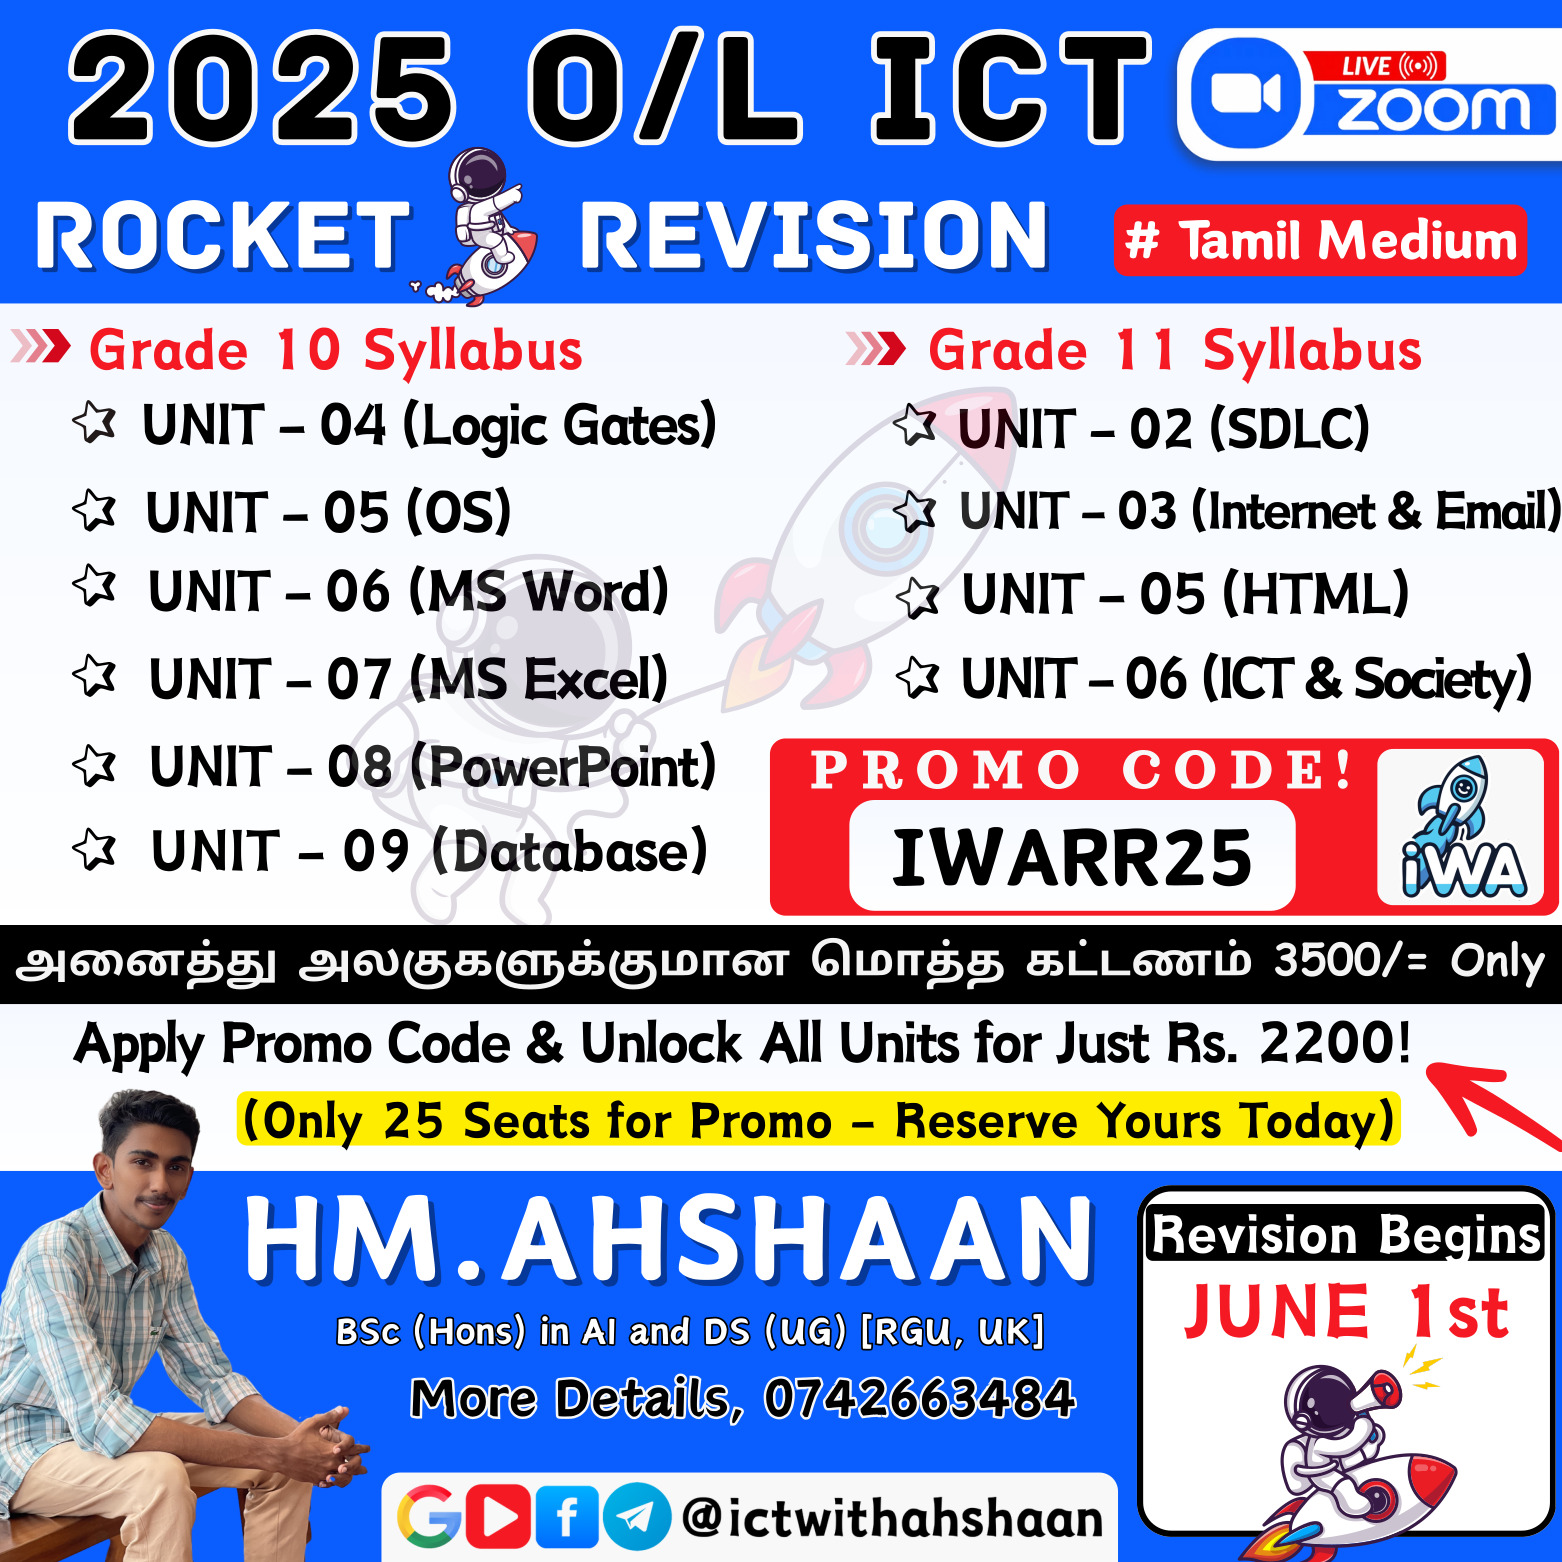 2025 O/L ICT
LIVE
zoom
ROCKET REVISION
# Tamil Medium
Grade 10 Syllabus
UNIT – 04 (Logic Gates)
UNIT – 05 (OS)
UNIT – 06 (MS Word)
UNIT – 07 (MS Excel)
UNIT – 08 (PowerPoint)
UNIT – 09 (Database)
Grade 11 Syllabus
UNIT – 02 (SDLC)
UNIT – 03 (Internet & Email)
UNIT – 05 (HTML)
UNIT – 06 (ICT & Society)
PROMO CODE!
IWARR25
iWA
அனைத்து அலகுகளுக்குமான மொத்த கட்டணம் 3500/= Only
Apply Promo Code & Unlock All Units for Just Rs. 2200!
(Only 25 Seats for Promo – Reserve Yours Today)
HM.AHSHAAN
BSc (Hons) in AI and DS (UG) [RGU, UK]
More Details, 0742663484
@ictwithahshaan
Revision Begins
JUNE 1st